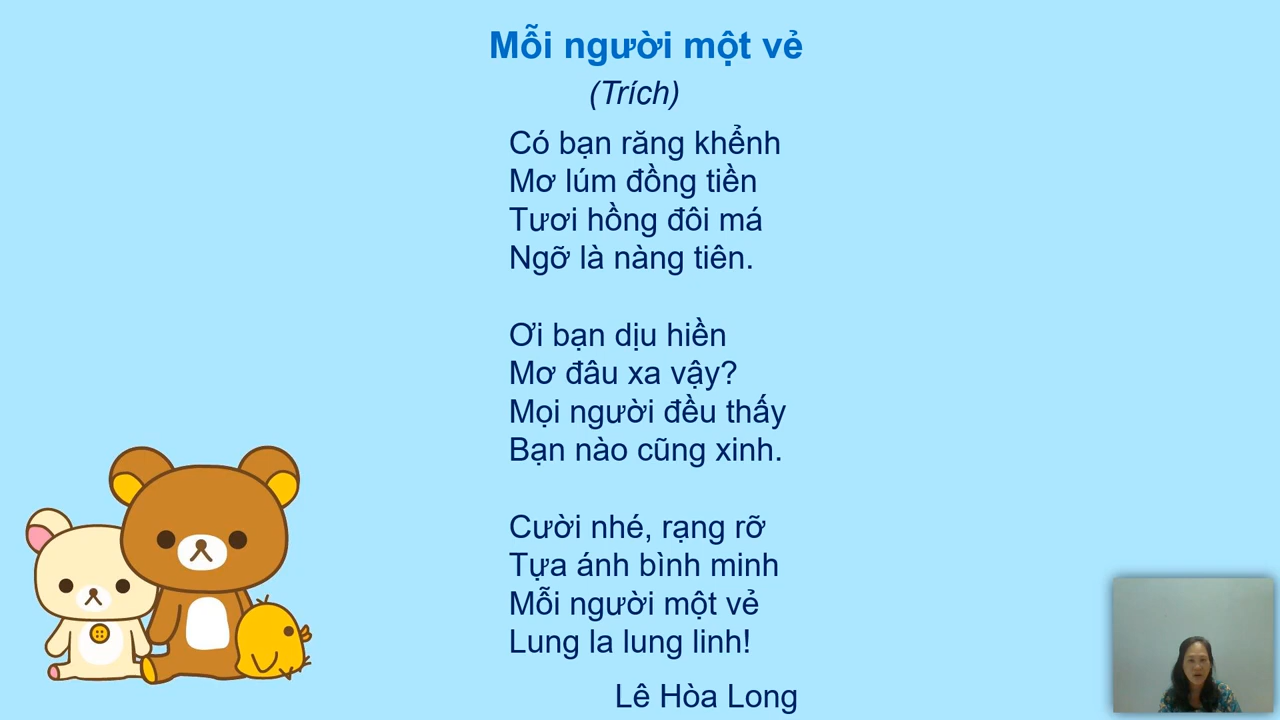 Mỗi người một vẻ
(Trích)
Có bạn răng khểnh
Mơ lúm đồng tiền
Tươi hồng đôi má
Ngỡ là nàng tiên.
Ơi bạn dịu hiền
Mơ đâu xa vậy?
Mọi người đều thấy
Bạn nào cũng xinh.
Cười nhé, rạng rỡ
Tựa ánh bình minh
Mỗi người một vẻ
Lung la lung linh!
Lê Hòa Long